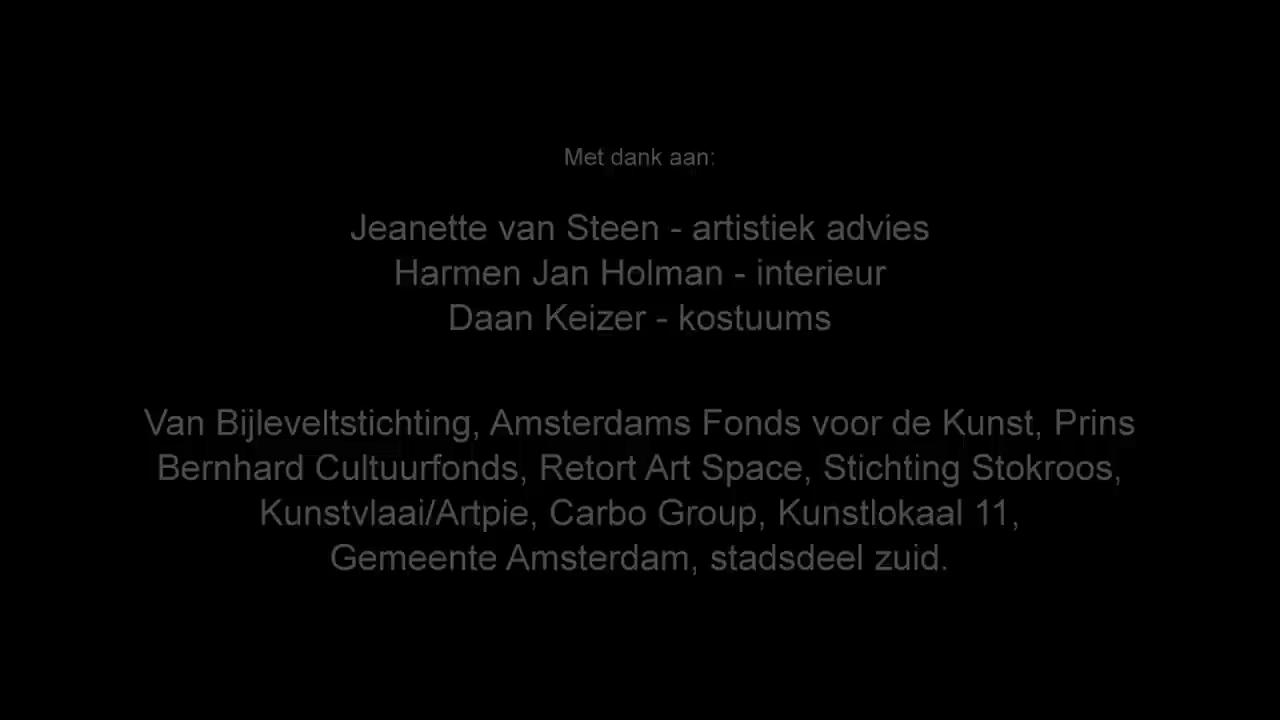 Met dank aan:
Jeanette van Steen - artistiek advies
Harmen Jan Holman - interieur
Daan Keizer - kostuums
Van Bijleveltstichting, Amsterdams Fonds voor de Kunst, Prins
Bernhard Cultuurfonds, Retort Art Space, Stichting Stokroos,
Kunstvlaai/Artpie, Carbo Group, Kunstlokaal 11,
Gemeente Amsterdam, stadsdeel zuid.